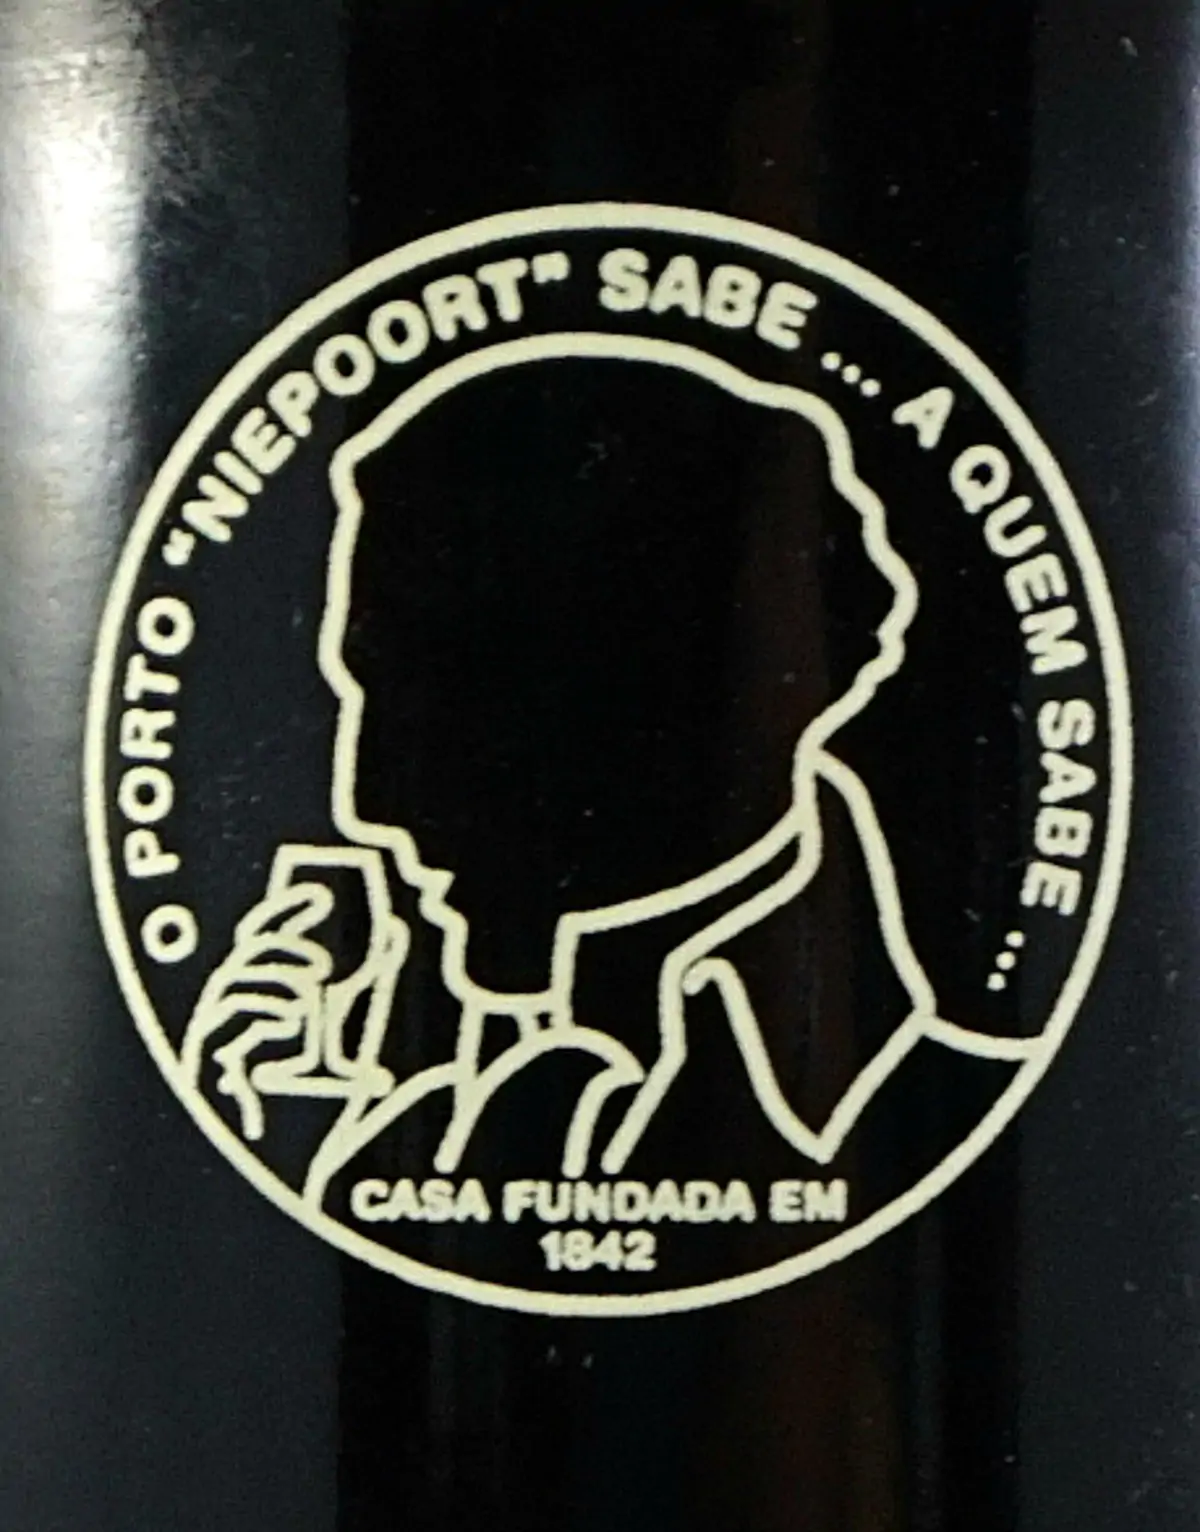 O PORTO “NIEPOORT” SABE ... A QUEM SABE ...
CASA FUNDADA EM
1842